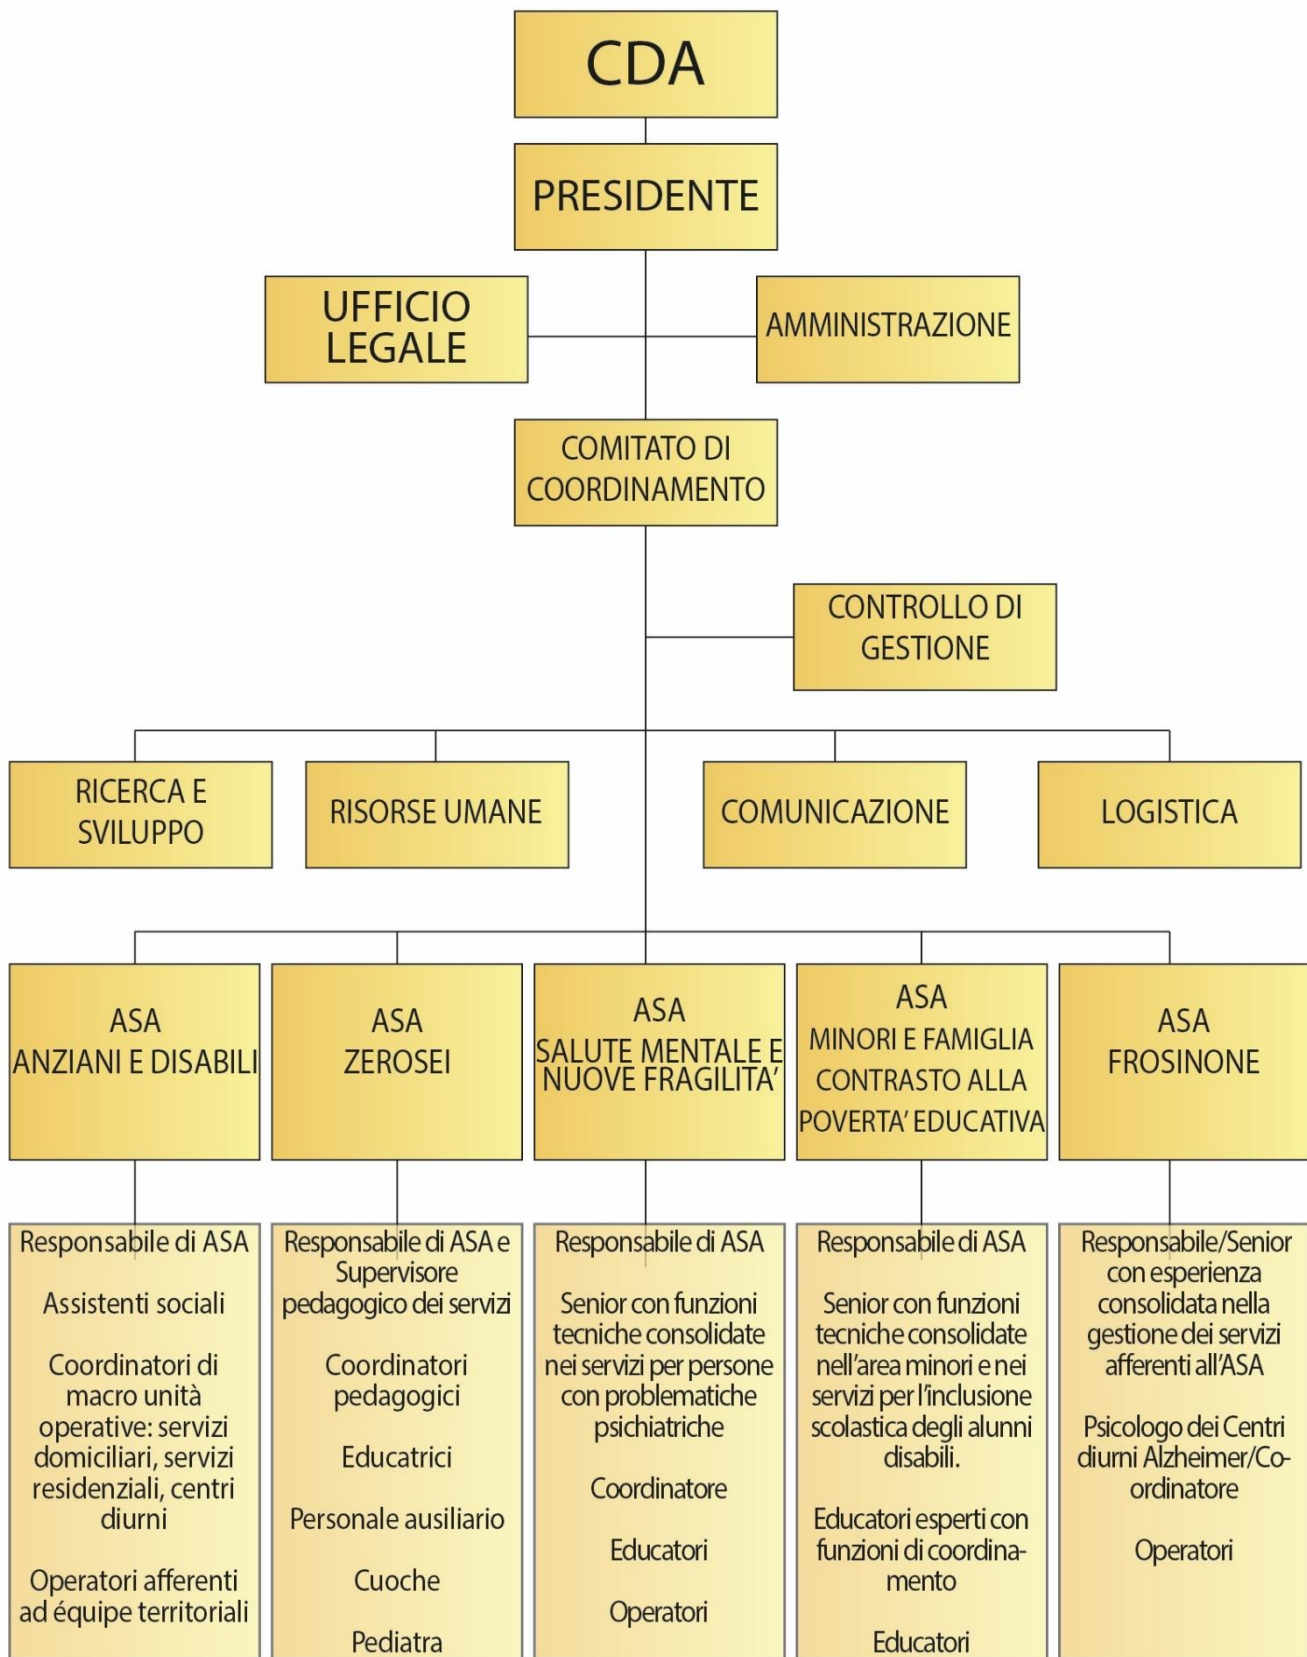 CDA
PRESIDENTE
UFFICIO
LEGALE
AMMINISTRAZIONE
COMITATO DI
COORDINAMENTO
CONTROLLO DI
GESTIONE
RICERCA E
SVILUPPO
RISORSE UMANE
COMUNICAZIONE
LOGISTICA
ASA
ANZIANI E DISABILI
ASA
ZEROSEI
ASA
SALUTE MENTALE E
NUOVE FRAGILITA’
ASA
MINORI E FAMIGLIA
CONTRASTO ALLA
POVERTA’ EDUCATIVA
ASA
FROSINONE
Responsabile di ASA
Assistenti sociali
Coordinatori di
macro unità
operative: servizi
domiciliari, servizi
residenziali, centri
diurni
Operatori afferenti
ad équipe territoriali
Responsabile di ASA e
Supervisore
pedagogico dei servizi
Coordinatori
pedagogici
Educatrici
Personale ausiliario
Cuoche
Pediatra
Responsabile di ASA
Senior con funzioni
tecniche consolidate
nei servizi per persone
con problematiche
psichiatriche
Coordinatore
Educatori
Operatori
Responsabile di ASA
Senior con funzioni
tecniche consolidate
nell’area minori e nei
servizi per l’inclusione
scolastica degli alunni
disabili.
Educatori esperti con
funzioni di coordina-
mento
Educatori
Responsabile/Senior
con esperienza
consolidata nella
gestione dei servizi
afferenti all’ASA
Psicologo dei Centri
diurni Alzheimer/Co-
ordinatore
Operatori